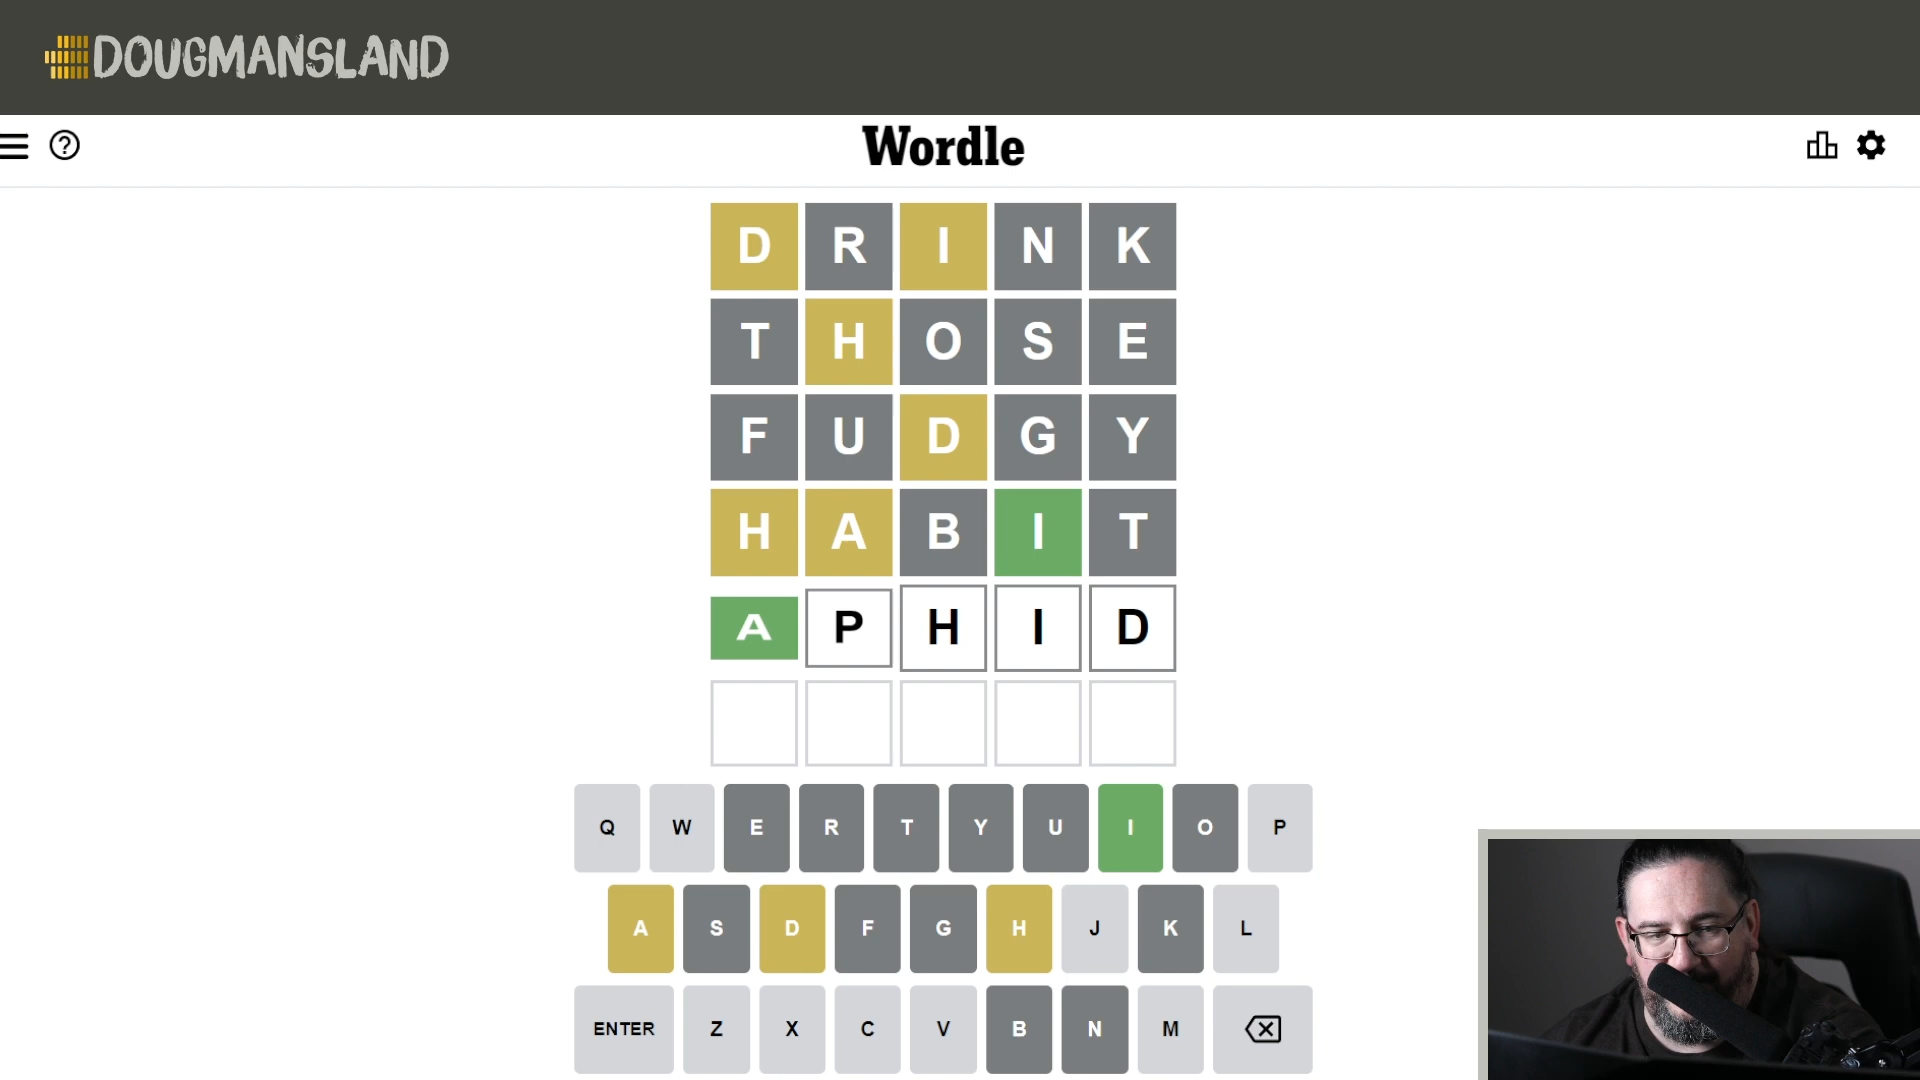 DOUGMANSLAND
Wordle
D R I N K
T H O S E
F U D G Y
H A B I T
A P H I D
Q W E R T Y U I O P
A S D F G H J K L
ENTER Z X C V B N M